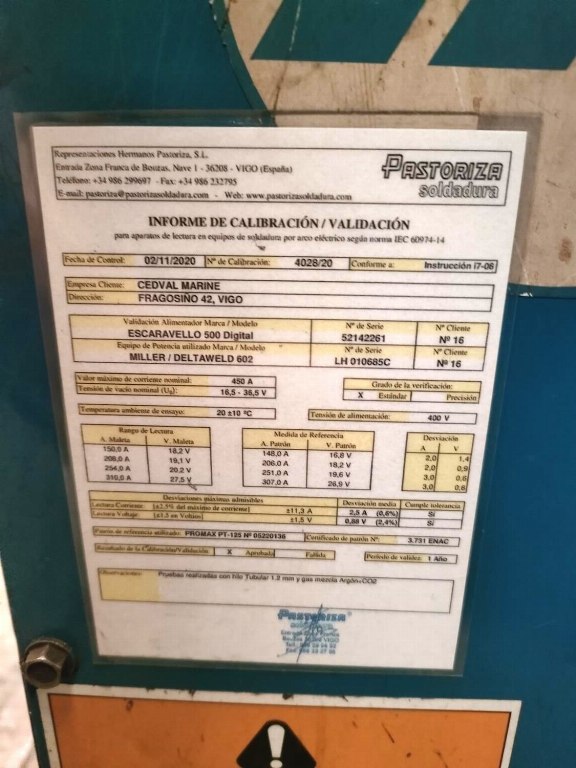 Representaciones Hermanos Pastoriza, S.L.
Entrada Zona Franca de Bouzas, Nave 1 - 36208 - VIGO (España)
Teléfono: +34 986 299697 - Fax: +34 986 232795
E-mail: pastoriza@pastorizasoldadura.com - Web: www.pastorizasoldadura.com
PASTORIZA
soldadura
INFORME DE CALIBRACIÓN / VALIDACIÓN
para aparatos de lectura en equipos de soldadura por arco eléctrico según norma IEC 60974-14
Fecha de Control: 02/11/2020 Nº de Calibración: 4028/20 Conforme a: Instrucción i7-06
Empresa Cliente: CEDVAL MARINE
Dirección: FRAGOSIÑO 42, VIGO
Validación Alimentador Marca / Modelo Nº de Serie Nº Cliente
ESCARAVELLO 500 Digital 52142261 Nº 16
Equipo de Potencia utilizado Marca / Modelo Nº de Serie Nº Cliente
MILLER / DELTAWELD 602 LH 010685C Nº 16
Valor máximo de corriente nominal: 450 A Grado de la verificación:
Tensión de vacío nominal (U₀): 16,5 - 36,5 V X Estándar Precisión
Temperatura ambiente de ensayo: 20 ±10 ºC Tensión de alimentación: 400 V
Rango de Lectura Medida de Referencia Desviación
A. Maleta V. Maleta A. Patrón V. Patrón A V
150,0 A 18,2 V 148,0 A 16,8 V 2,0 1,4
208,0 A 19,1 V 206,0 A 18,2 V 2,0 0,9
254,0 A 20,2 V 251,0 A 19,6 V 3,0 0,6
310,0 A 27,5 V 307,0 A 26,9 V 3,0 0,6
Desviaciones máximas admisibles Desviación media Cumple tolerancia
Lectura Corriente: [±2.5% del máximo de corriente] ±11,3 A 2,5 A (0,6%) Sí
Lectura Voltaje: [±1,5 en Voltios] ±1,5 V 0,88 V (2,4%) Sí
Patrón de referencia utilizado: PROMAX PT-125 Nº 05220136 Certificado de patrón Nº: 3.751 ENAC
Resultado de la Calibración/Validación X Aprobada Fallida Periodo de validez: 1 Año
Observaciones: Pruebas realizadas con hilo Tubular 1.2 mm y gas mezcla Argón+CO2
PASTORIZA